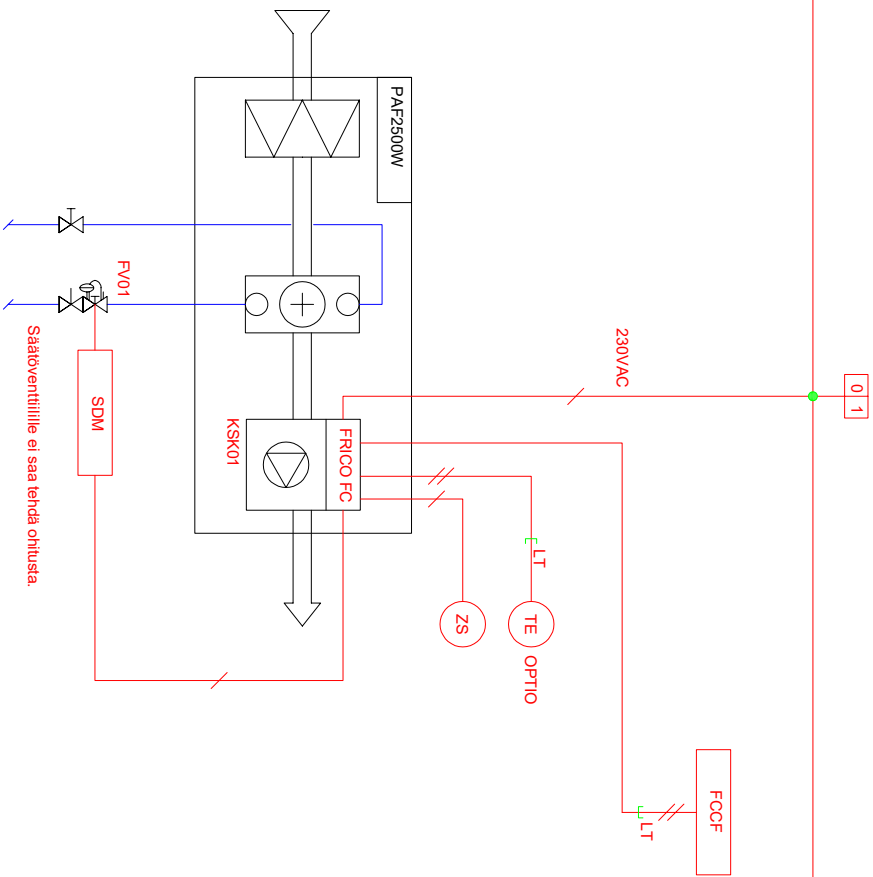 0 1
230VAC
PAF2500W
FRICO FC
KSK01
FV01
SDM
Säätöventtiilille ei saa tehdä ohitusta.
LT
TE OPTIO
ZS
FCCF
LT